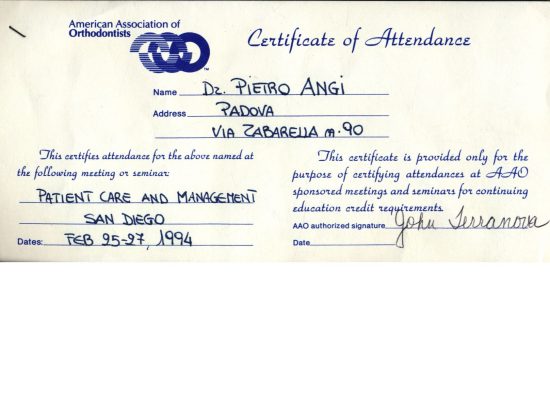 American Association of
Orthodontists
Certificate of Attendance
Name Dr. PIETRO ANGI
Address PADOVA
VIA ZABARELLA n. 90
This certifies attendance for the above named at
the following meeting or seminar:
PATIENT CARE AND MANAGEMENT
SAN DIEGO
Dates: FEB 25-27, 1994
This certificate is provided only for the
purpose of certifying attendances at AAO
sponsored meetings and seminars for continuing
education credit requirements.
AAO authorized signature John Terranova
Date